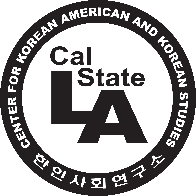 CENTER FOR KOREAN AMERICAN AND KOREAN STUDIES
Cal
State
LA
한인사회연구소